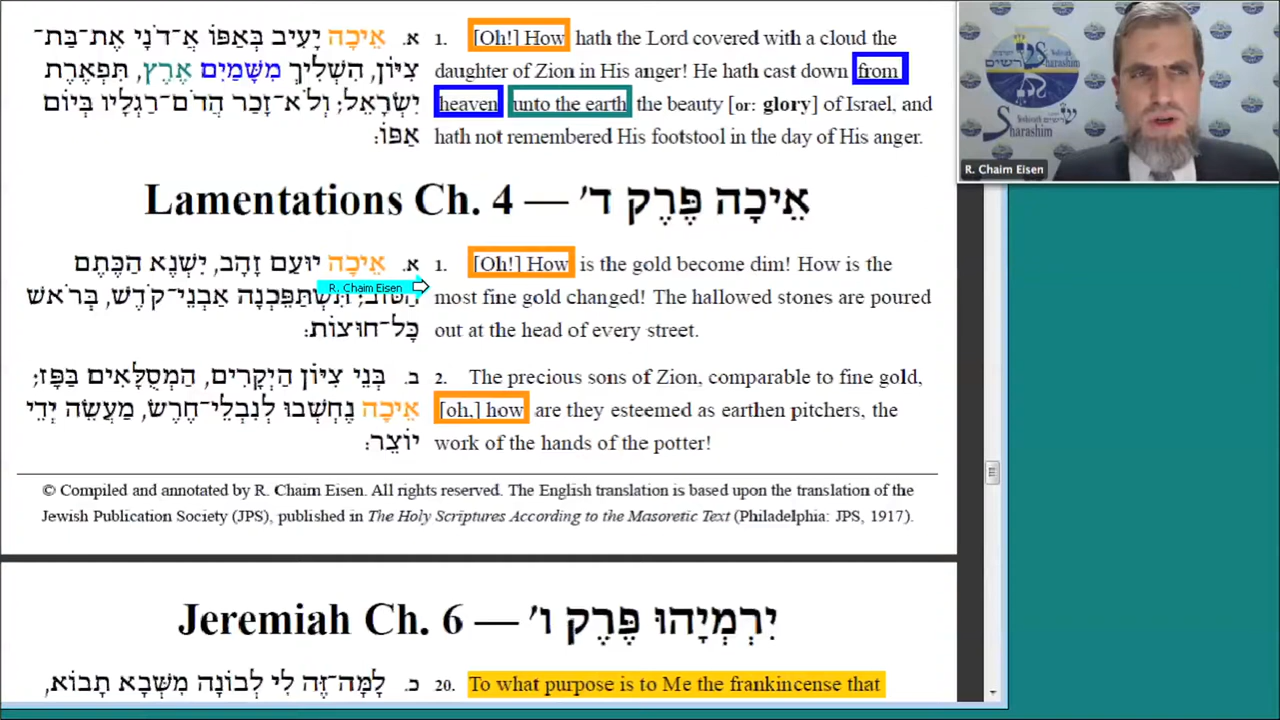 א. אֵיכָה יָעִיב בְּאַפּוֹ אֲ־דֹנָי אֶת־בַּת־
צִיּוֹן, הִשְׁלִיךְ מִשָּׁמַיִם אֶרֶץ, תִּפְאֶרֶת
יִשְׂרָאֵל; וְלֹא־זָכַר הֲדֹם־רַגְלָיו בְּיוֹם
אַפּוֹ:
1. [Oh!] How hath the Lord covered with a cloud the
daughter of Zion in His anger! He hath cast down from
heaven unto the earth the beauty [or: glory] of Israel, and
hath not remembered His footstool in the day of His anger.
Lamentations Ch. 4 — אֵיכָה פֶּרֶק ד׳
א. אֵיכָה יוּעַם זָהָב, יִשְׁנֶא הַכֶּתֶם
הַטּוֹב; תִּשְׁתַּפֵּכְנָה אַבְנֵי־קֹדֶשׁ, בְּרֹאשׁ
כָּל־חוּצוֹת:
R. Chaim Eisen
1. [Oh!] How is the gold become dim! How is the
most fine gold changed! The hallowed stones are poured
out at the head of every street.
ב. בְּנֵי צִיּוֹן הַיְקָרִים, הַמְסֻלָּאִים בַּפָּז;
אֵיכָה נֶחְשְׁבוּ לְנִבְלֵי־חֶרֶשׂ, מַעֲשֵׂה יְדֵי
יוֹצֵר:
2. The precious sons of Zion, comparable to fine gold,
[oh,] how are they esteemed as earthen pitchers, the
work of the hands of the potter!
© Compiled and annotated by R. Chaim Eisen. All rights reserved. The English translation is based upon the translation of the
Jewish Publication Society (JPS), published in The Holy Scriptures According to the Masoretic Text (Philadelphia: JPS, 1917).
Jeremiah Ch. 6 — יִרְמְיָהוּ פֶּרֶק ו׳
כ. לָמָּה־זֶּה לִי לְבוֹנָה מִשְּׁבָא תָבוֹא,
20. To what purpose is to Me the frankincense that
Sharashim
R. Chaim Eisen